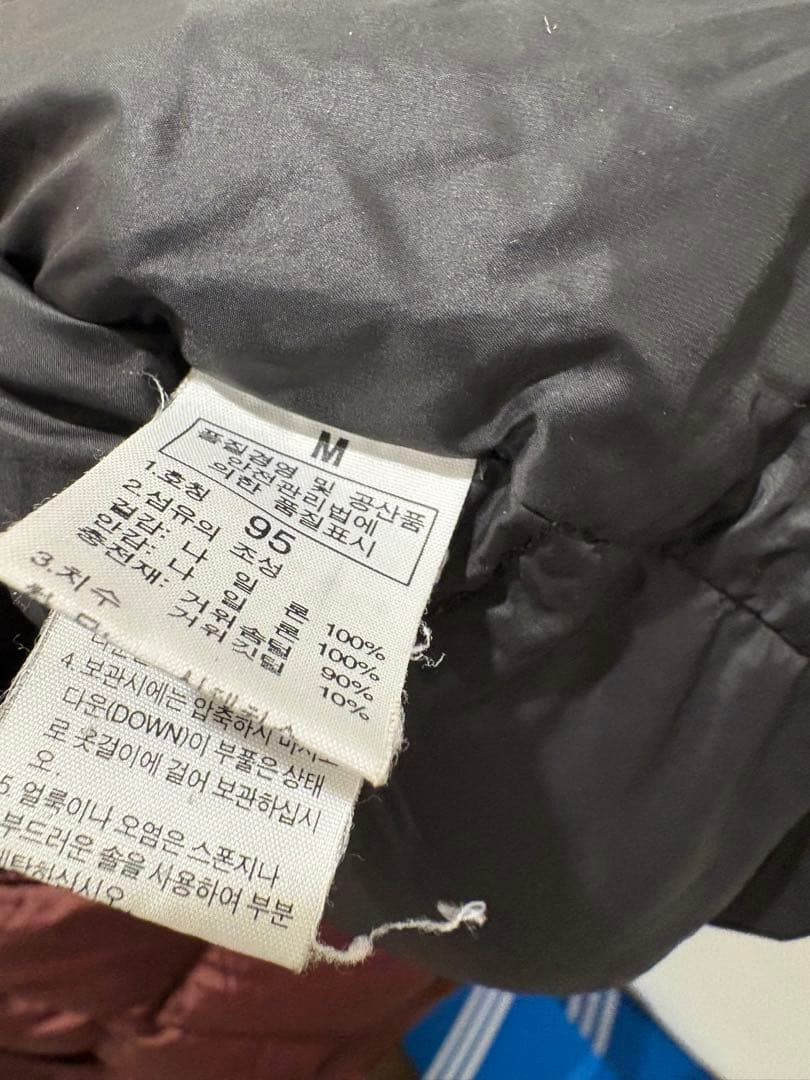 M
품질경영 및 공산품
안전관리법에
의한 품질표시
1.호칭 95
2.섬유의 조성
겉감: 나 일 론 100%
안감: 나 일 론 100%
충전재: 거위솜털 90%
거위깃털 10%
3.치수
4.보관시에는 압축하시 마시고
다운(DOWN)이 부풀은 상태
로 옷걸이에 걸어 보관하십시
오.
5 얼룩이나 오염은 스폰지나
부드러운 솔을 사용하여 부분